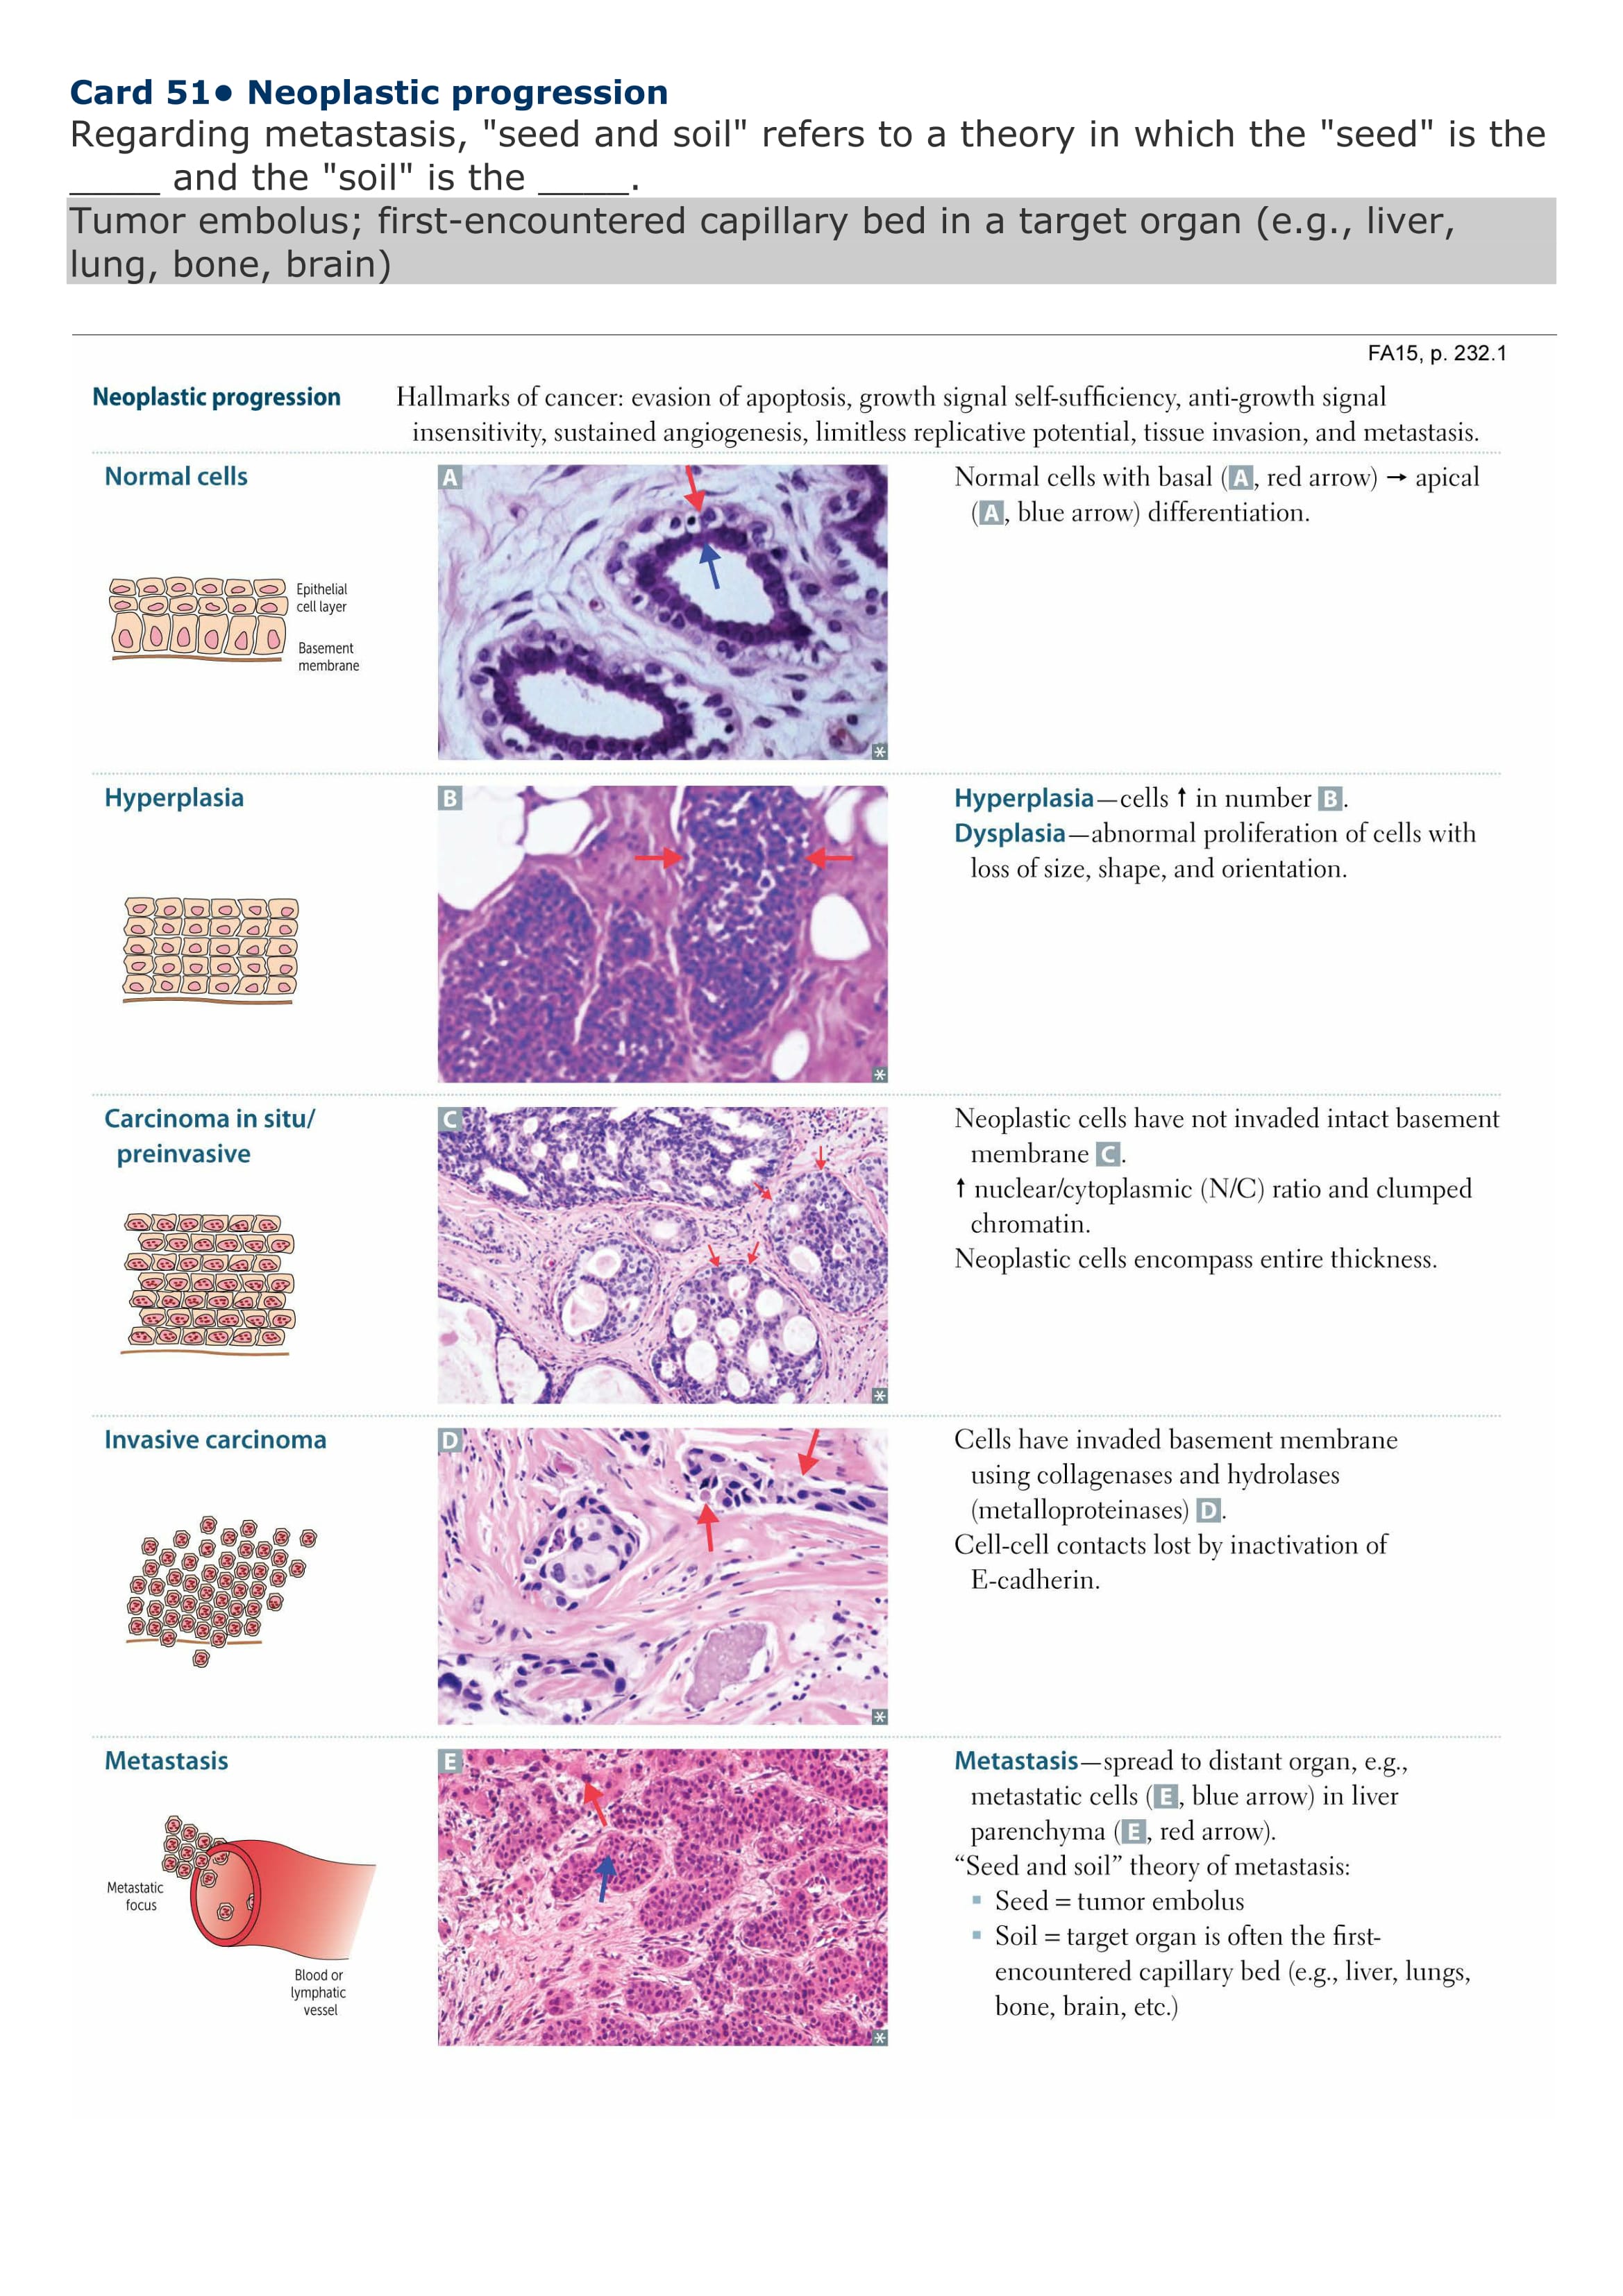 Card 51• Neoplastic progression
Regarding metastasis, "seed and soil" refers to a theory in which the "seed" is the
____ and the "soil" is the ____.
Tumor embolus; first-encountered capillary bed in a target organ (e.g., liver,
lung, bone, brain)
FA15, p. 232.1
Neoplastic progression
Hallmarks of cancer: evasion of apoptosis, growth signal self-sufficiency, anti-growth signal
insensitivity, sustained angiogenesis, limitless replicative potential, tissue invasion, and metastasis.
Normal cells
Epithelial
cell layer
Basement
membrane
A
*
Normal cells with basal (A, red arrow) → apical
(A, blue arrow) differentiation.
Hyperplasia
B
*
Hyperplasia—cells ↑ in number B.
Dysplasia—abnormal proliferation of cells with
loss of size, shape, and orientation.
Carcinoma in situ/
preinvasive
C
*
Neoplastic cells have not invaded intact basement
membrane C.
↑ nuclear/cytoplasmic (N/C) ratio and clumped
chromatin.
Neoplastic cells encompass entire thickness.
Invasive carcinoma
D
*
Cells have invaded basement membrane
using collagenases and hydrolases
(metalloproteinases) D.
Cell-cell contacts lost by inactivation of
E-cadherin.
Metastasis
Metastatic
focus
Blood or
lymphatic
vessel
E
*
Metastasis—spread to distant organ, e.g.,
metastatic cells (E, blue arrow) in liver
parenchyma (E, red arrow).
“Seed and soil” theory of metastasis:
▪ Seed = tumor embolus
▪ Soil = target organ is often the first-
encountered capillary bed (e.g., liver, lungs,
bone, brain, etc.)